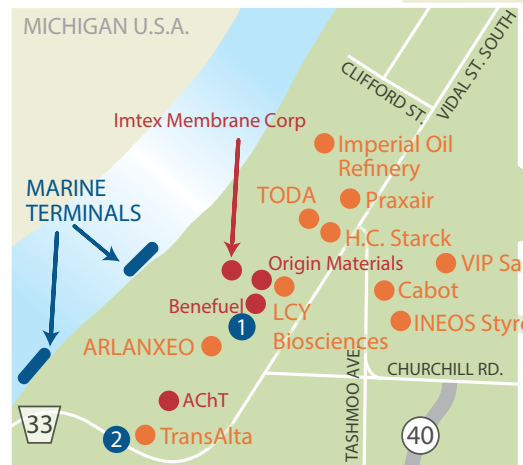 MICHIGAN U.S.A.
CLIFFORD ST.
VIDAL ST. SOUTH
Imtex Membrane Corp
Imperial Oil
Refinery
MARINE
TERMINALS
TODA
Praxair
H.C. Starck
Origin Materials
VIP Sa
Benefuel
LCY
Biosciences
Cabot
1
INEOS Styre
ARLANXEO
TASHMOO AVE
CHURCHILL RD.
AChT
33
2
TransAlta
40